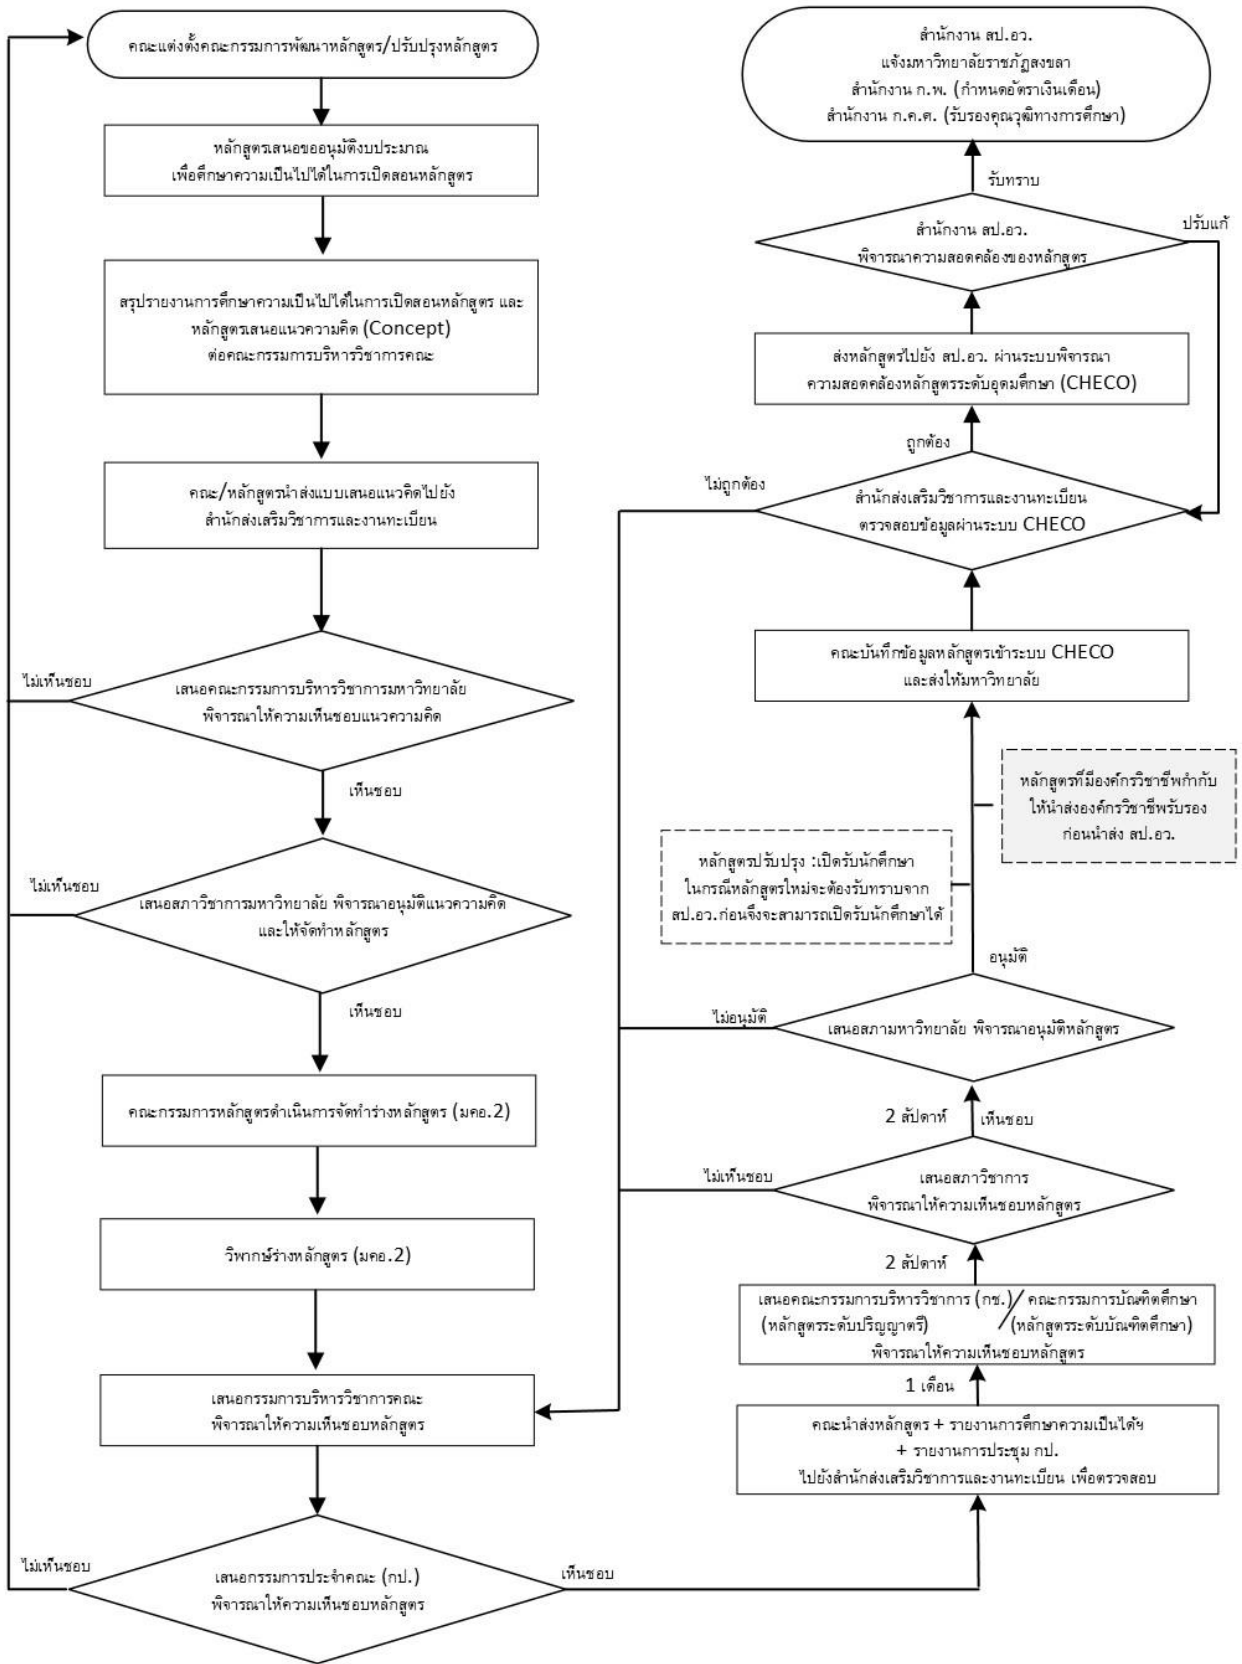 คณะแต่งตั้งคณะกรรมการพัฒนาหลักสูตร/ปรับปรุงหลักสูตร
หลักสูตรเสนอขออนุมัติงบประมาณ
เพื่อศึกษาความเป็นไปได้ในการเปิดสอนหลักสูตร
สรุปรายงานการศึกษาความเป็นไปได้ในการเปิดสอนหลักสูตร และ
หลักสูตรเสนอแนวความคิด (Concept)
ต่อคณะกรรมการบริหารวิชาการคณะ
คณะ/หลักสูตรนำส่งแบบเสนอแนวคิดไปยัง
สำนักส่งเสริมวิชาการและงานทะเบียน
ไม่เห็นชอบ
เสนอคณะกรรมการบริหารวิชาการมหาวิทยาลัย
พิจารณาให้ความเห็นชอบแนวความคิด
เห็นชอบ
ไม่เห็นชอบ
เสนอสภาวิชาการมหาวิทยาลัย พิจารณาอนุมัติแนวความคิด
และให้จัดทำหลักสูตร
เห็นชอบ
คณะกรรมการหลักสูตรดำเนินการจัดทำร่างหลักสูตร (มคอ.2)
วิพากษ์ร่างหลักสูตร (มคอ.2)
เสนอกรรมการบริหารวิชาการคณะ
พิจารณาให้ความเห็นชอบหลักสูตร
ไม่เห็นชอบ
เสนอกรรมการประจำคณะ (กป.)
พิจารณาให้ความเห็นชอบหลักสูตร
เห็นชอบ
สำนักงาน สป.อว.
แจ้งมหาวิทยาลัยราชภัฏสงขลา
สำนักงาน ก.พ. (กำหนดอัตราเงินเดือน)
สำนักงาน ก.ค.ศ. (รับรองคุณวุฒิทางการศึกษา)
รับทราบ
สำนักงาน สป.อว.
พิจารณาความสอดคล้องของหลักสูตร
ปรับแก้
ส่งหลักสูตรไปยัง สป.อว. ผ่านระบบพิจารณา
ความสอดคล้องหลักสูตรระดับอุดมศึกษา (CHECO)
ถูกต้อง
ไม่ถูกต้อง
สำนักส่งเสริมวิชาการและงานทะเบียน
ตรวจสอบข้อมูลผ่านระบบ CHECO
คณะบันทึกข้อมูลหลักสูตรเข้าระบบ CHECO
และส่งให้มหาวิทยาลัย
หลักสูตรที่มีองค์กรวิชาชีพกำกับ
ให้นำส่งองค์กรวิชาชีพรับรอง
ก่อนนำส่ง สป.อว.
หลักสูตรปรับปรุง :เปิดรับนักศึกษา
ในกรณีหลักสูตรใหม่จะต้องรับทราบจาก
สป.อว.ก่อนจึงจะสามารถเปิดรับนักศึกษาได้
อนุมัติ
ไม่อนุมัติ
เสนอสภามหาวิทยาลัย พิจารณาอนุมัติหลักสูตร
2 สัปดาห์ เห็นชอบ
ไม่เห็นชอบ
เสนอสภาวิชาการ
พิจารณาให้ความเห็นชอบหลักสูตร
2 สัปดาห์
เสนอคณะกรรมการบริหารวิชาการ (กช.) / คณะกรรมการบัณฑิตศึกษา
(หลักสูตรระดับปริญญาตรี) (หลักสูตรระดับบัณฑิตศึกษา)
พิจารณาให้ความเห็นชอบหลักสูตร
1 เดือน
คณะนำส่งหลักสูตร + รายงานการศึกษาความเป็นได้ฯ
+ รายงานการประชุม กป.
ไปยังสำนักส่งเสริมวิชาการและงานทะเบียน เพื่อตรวจสอบ